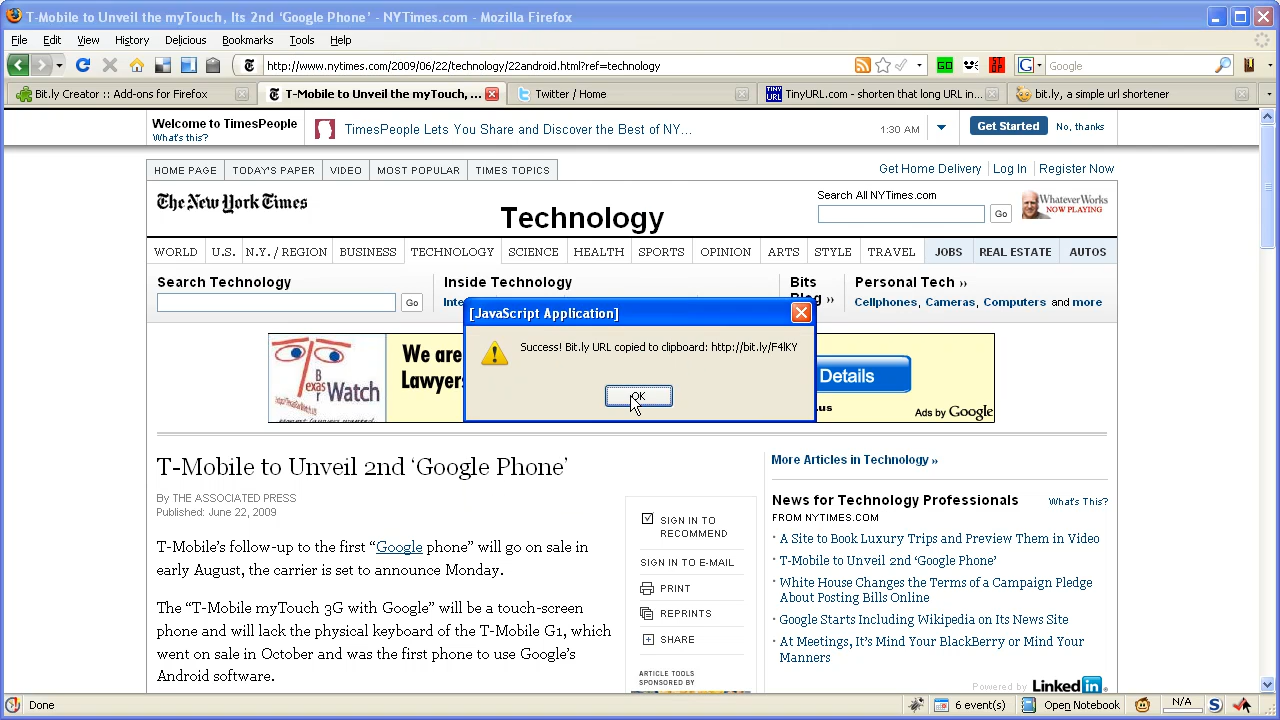 T-Mobile to Unveil the myTouch, Its 2nd ‘Google Phone’ - NYTimes.com - Mozilla Firefox
File Edit View History Delicious Bookmarks Tools Help
http://www.nytimes.com/2009/06/22/technology/22android.html?ref=technology
GO
STOP
G
Google
Bit.ly Creator :: Add-ons for Firefox
T-Mobile to Unveil the myTouch, ...
Twitter / Home
TINY URL
TinyURL.com - shorten that long URL in...
bit.ly, a simple url shortener
Welcome to TimesPeople
What's this?
TimesPeople Lets You Share and Discover the Best of NY...
1:30 AM
Get Started
No, thanks
HOME PAGE TODAY'S PAPER VIDEO MOST POPULAR TIMES TOPICS
Get Home Delivery Log In Register Now
The New York Times
Technology
Search All NYTimes.com
Go
WhateverWorks
NOW PLAYING
WORLD U.S. N.Y. / REGION BUSINESS TECHNOLOGY SCIENCE HEALTH SPORTS OPINION ARTS STYLE TRAVEL JOBS REAL ESTATE AUTOS
Search Technology
Go
Inside Technology
Bits
Personal Tech ››
Cellphones, Cameras, Computers and more
[JavaScript Application]
Success! Bit.ly URL copied to clipboard: http://bit.ly/F4lKY
OK
Texas
Bar
Watch
We are
Lawyers
Details
Ads by Google
T-Mobile to Unveil 2nd ‘Google Phone’
By THE ASSOCIATED PRESS
Published: June 22, 2009
T-Mobile’s follow-up to the first “Google phone” will go on sale in
early August, the carrier is set to announce Monday.
The “T-Mobile myTouch 3G with Google” will be a touch-screen
phone and will lack the physical keyboard of the T-Mobile G1, which
went on sale in October and was the first phone to use Google’s
Android software.
SIGN IN TO
RECOMMEND
SIGN IN TO E-MAIL
PRINT
REPRINTS
SHARE
ARTICLE TOOLS
SPONSORED BY
More Articles in Technology »
News for Technology Professionals What's This?
FROM NYTIMES.COM
· A Site to Book Luxury Trips and Preview Them in Video
· T-Mobile to Unveil 2nd ‘Google Phone’
· White House Changes the Terms of a Campaign Pledge
About Posting Bills Online
· Google Starts Including Wikipedia on Its News Site
· At Meetings, It’s Mind Your BlackBerry or Mind Your
Manners
Powered by LinkedIn
Done
6 event(s)
Open Notebook
N/A
S